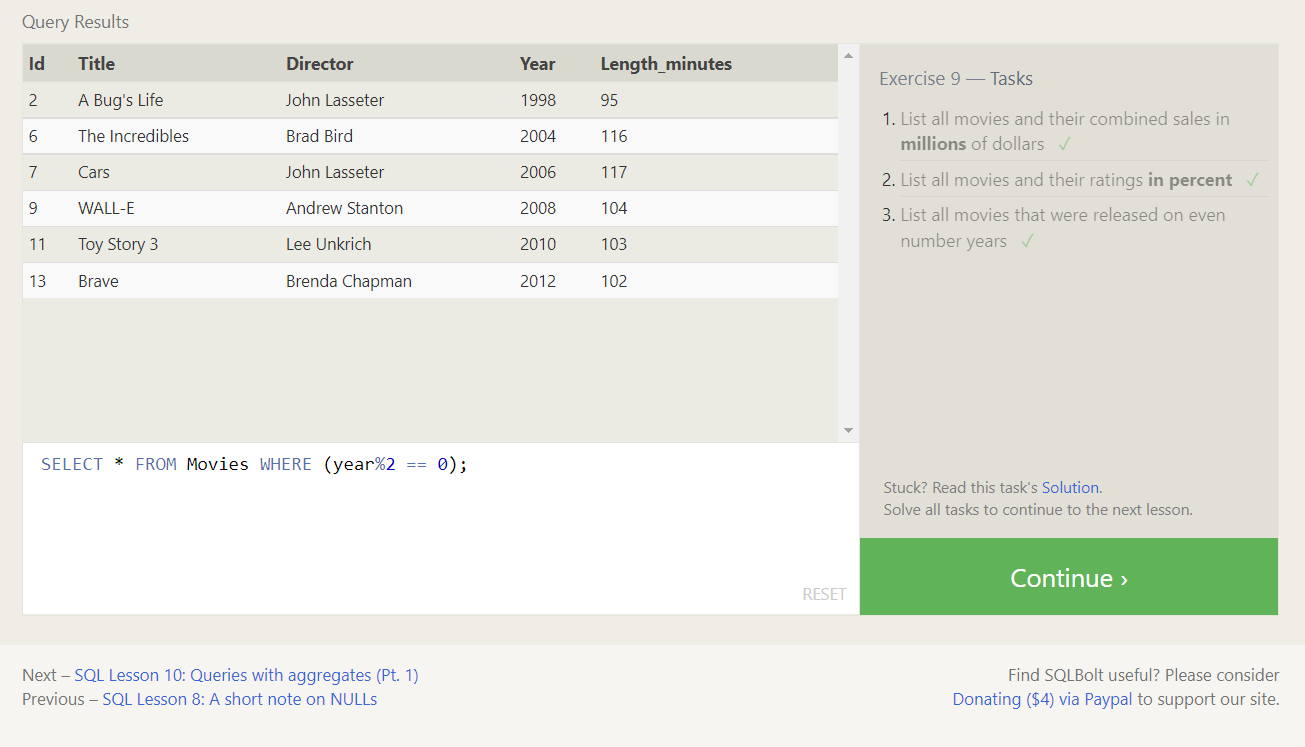 Query Results
Id Title Director Year Length_minutes
2 A Bug's Life John Lasseter 1998 95
6 The Incredibles Brad Bird 2004 116
7 Cars John Lasseter 2006 117
9 WALL-E Andrew Stanton 2008 104
11 Toy Story 3 Lee Unkrich 2010 103
13 Brave Brenda Chapman 2012 102
SELECT * FROM Movies WHERE (year%2 == 0);
RESET
Exercise 9 — Tasks
1. List all movies and their combined sales in
millions of dollars ✓
2. List all movies and their ratings in percent ✓
3. List all movies that were released on even
number years ✓
Stuck? Read this task's Solution.
Solve all tasks to continue to the next lesson.
Continue ›
Next – SQL Lesson 10: Queries with aggregates (Pt. 1)
Previous – SQL Lesson 8: A short note on NULLs
Find SQLBolt useful? Please consider
Donating ($4) via Paypal to support our site.